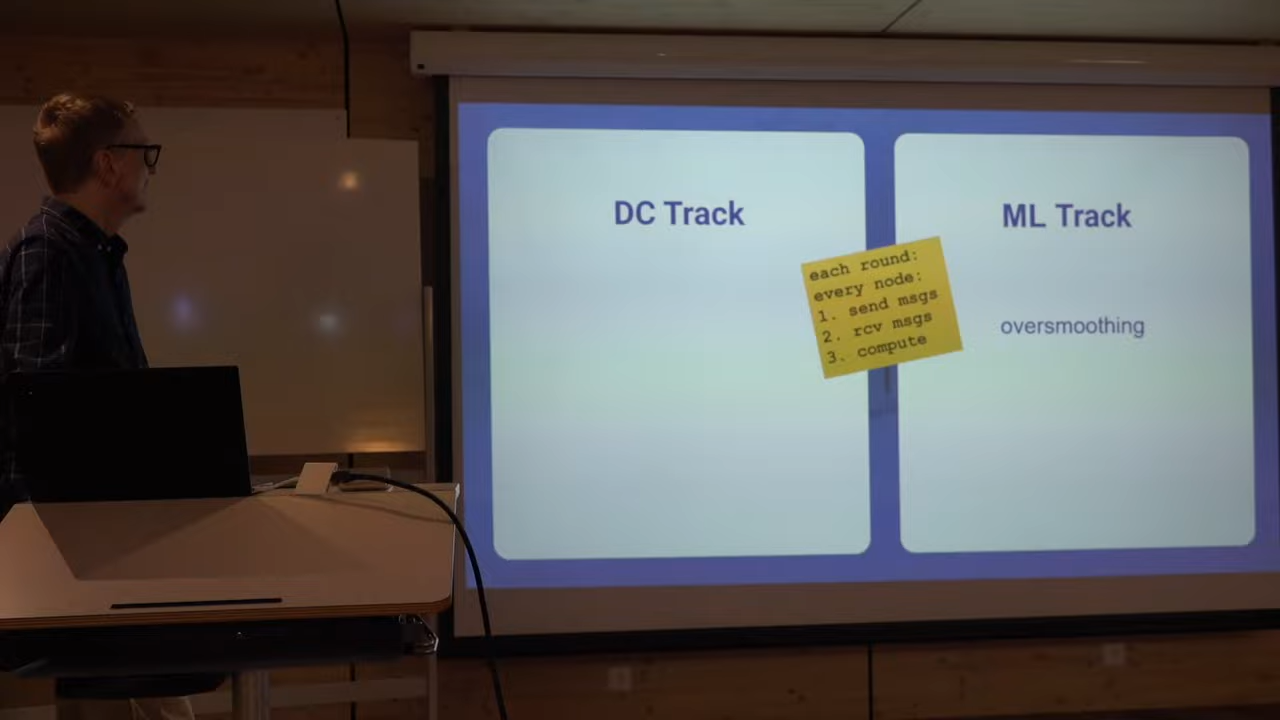 DC Track
each round:
every node:
1. send msgs
2. rcv msgs
3. compute
ML Track
oversmoothing